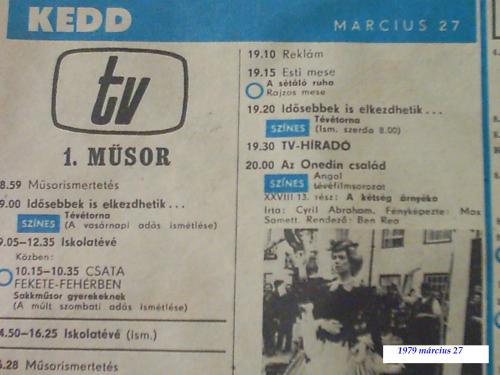 KEDD
MÁRCIUS 27
tv
1. MŰSOR
8.59 Műsorismertetés
9.00 Idősebbek is elkezdhetik...
SZÍNES
Tévétorna
(A vasárnapi adás ismétlése)
9.05–12.35 Iskolatévé
Közben:
10.15–10.35 CSATA
FEKETE-FEHÉRBEN
Sakkműsor gyerekeknek
(A múlt szombati adás ismétlése)
4.50–16.25 Iskolatévé (ism.)
6.28 Műsorismertetés
19.10 Reklám
19.15 Esti mese
A sétáló ruha
Rajzos mese
19.20 Idősebbek is elkezdhetik...
SZÍNES
Tévétorna
(Ism. szerda 8.00)
19.30 TV-HÍRADÓ
20.00 Az Onedin család
SZÍNES
Angol
tévéfilmsorozat
XXVIII/13. rész: A kétség árnyéka
Írta: Cyril Abraham. Fényképezte: Max
Samett. Rendező: Ben Rea
1979 március 27